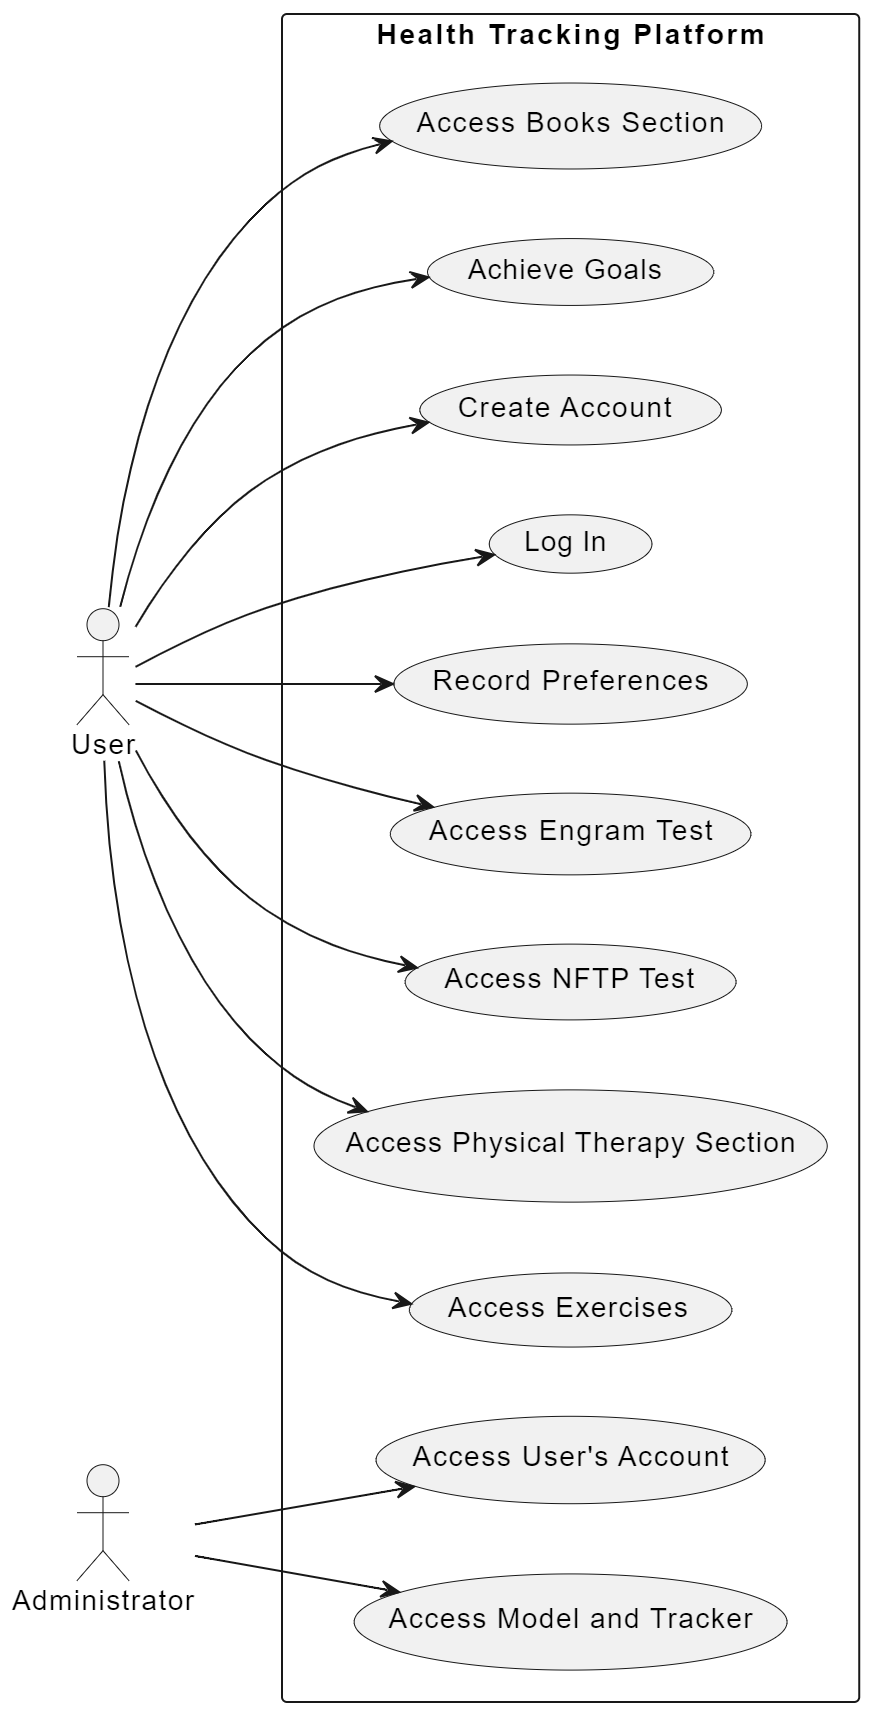 Health Tracking Platform
Access Books Section
Achieve Goals
Create Account
Log In
Record Preferences
User
Access Engram Test
Access NFTP Test
Access Physical Therapy Section
Access Exercises
Access User's Account
Administrator
Access Model and Tracker